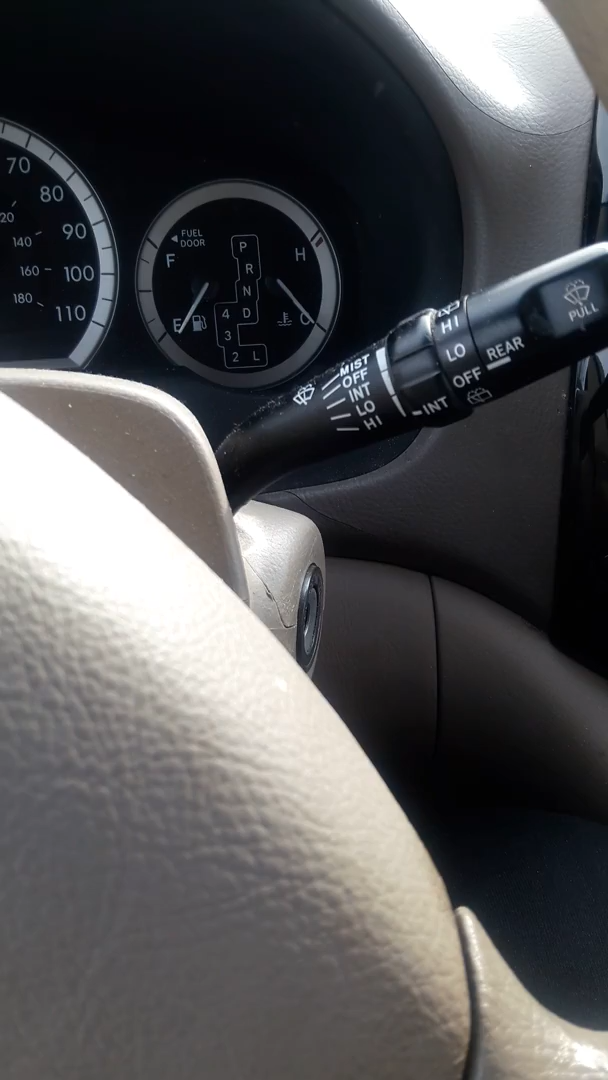 70
80
90
100
110
120
140
160
180
FUEL
DOOR
F
E
P
R
N
4 D
3
2 L
H
C
MIST
OFF
INT
LO
HI
HI
LO
OFF REAR
INT
PULL